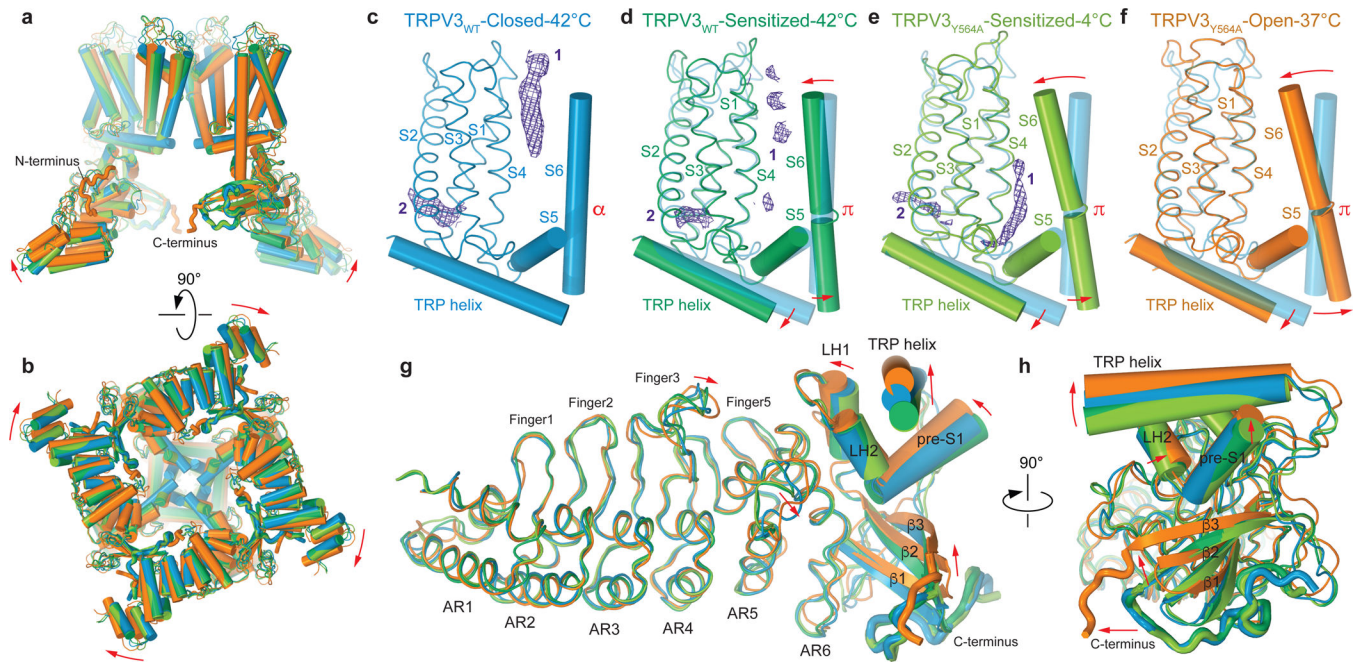 a
N-terminus
C-terminus
90°
b
c
TRPV3WT-Closed-42°C
1
S1
S2
S3
S4
S6
2
S5
α
TRP helix
d
TRPV3WT-Sensitized-42°C
S1
S2
1
S6
S3
S4
2
S5
π
TRP helix
e
TRPV3Y564A-Sensitized-4°C
S6
S1
S4
S2
S3
1
2
S5
π
TRP helix
f
TRPV3Y564A-Open-37°C
S1
S6
S2
S3
S4
S5
π
TRP helix
g
Finger1
Finger2
Finger3
Finger5
LH1
TRP helix
LH2
pre-S1
β3
β2
β1
AR1
AR2
AR3
AR4
AR5
AR6
C-terminus
90°
h
TRP helix
LH2
pre-S1
β3
β2
β1
C-terminus